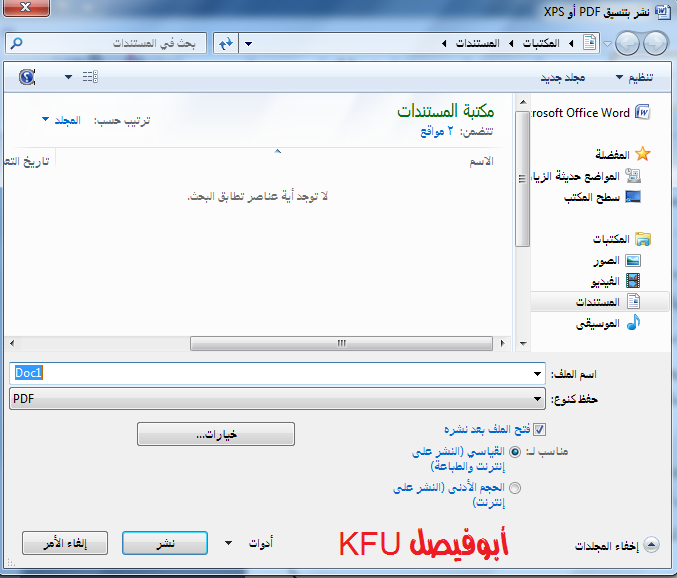 نشر بتنسيق PDF أو XPS
المكتبات
المستندات
بحث في المستندات
تنظيم
مجلد جديد
rosoft Office Word
المفضلة
المواضع حديثة الزيار
سطح المكتب
المكتبات
الصور
الفيديو
المستندات
الموسيقى
مكتبة المستندات
تتضمن: ٢ مواقع
ترتيب حسب: المجلد
الاسم
تاريخ التعد
لا توجد أية عناصر تطابق البحث.
اسم الملف: Doc1
حفظ كنوع: PDF
فتح الملف بعد نشره
مناسب لـ: القياسي (النشر على
إنترنت والطباعة)
الحجم الأدنى (النشر على
إنترنت)
خيارات...
إخفاء المجلدات
أبوفيصل KFU
أدوات
نشر
إلغاء الأمر